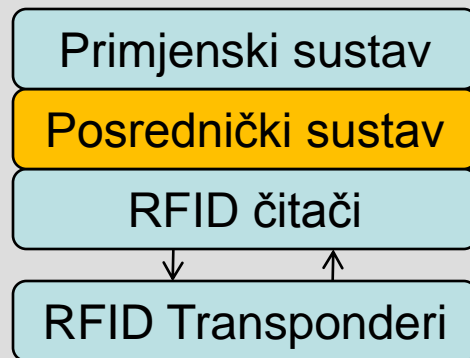 Primjenski sustav
Posrednički sustav
RFID čitači
RFID Transponderi